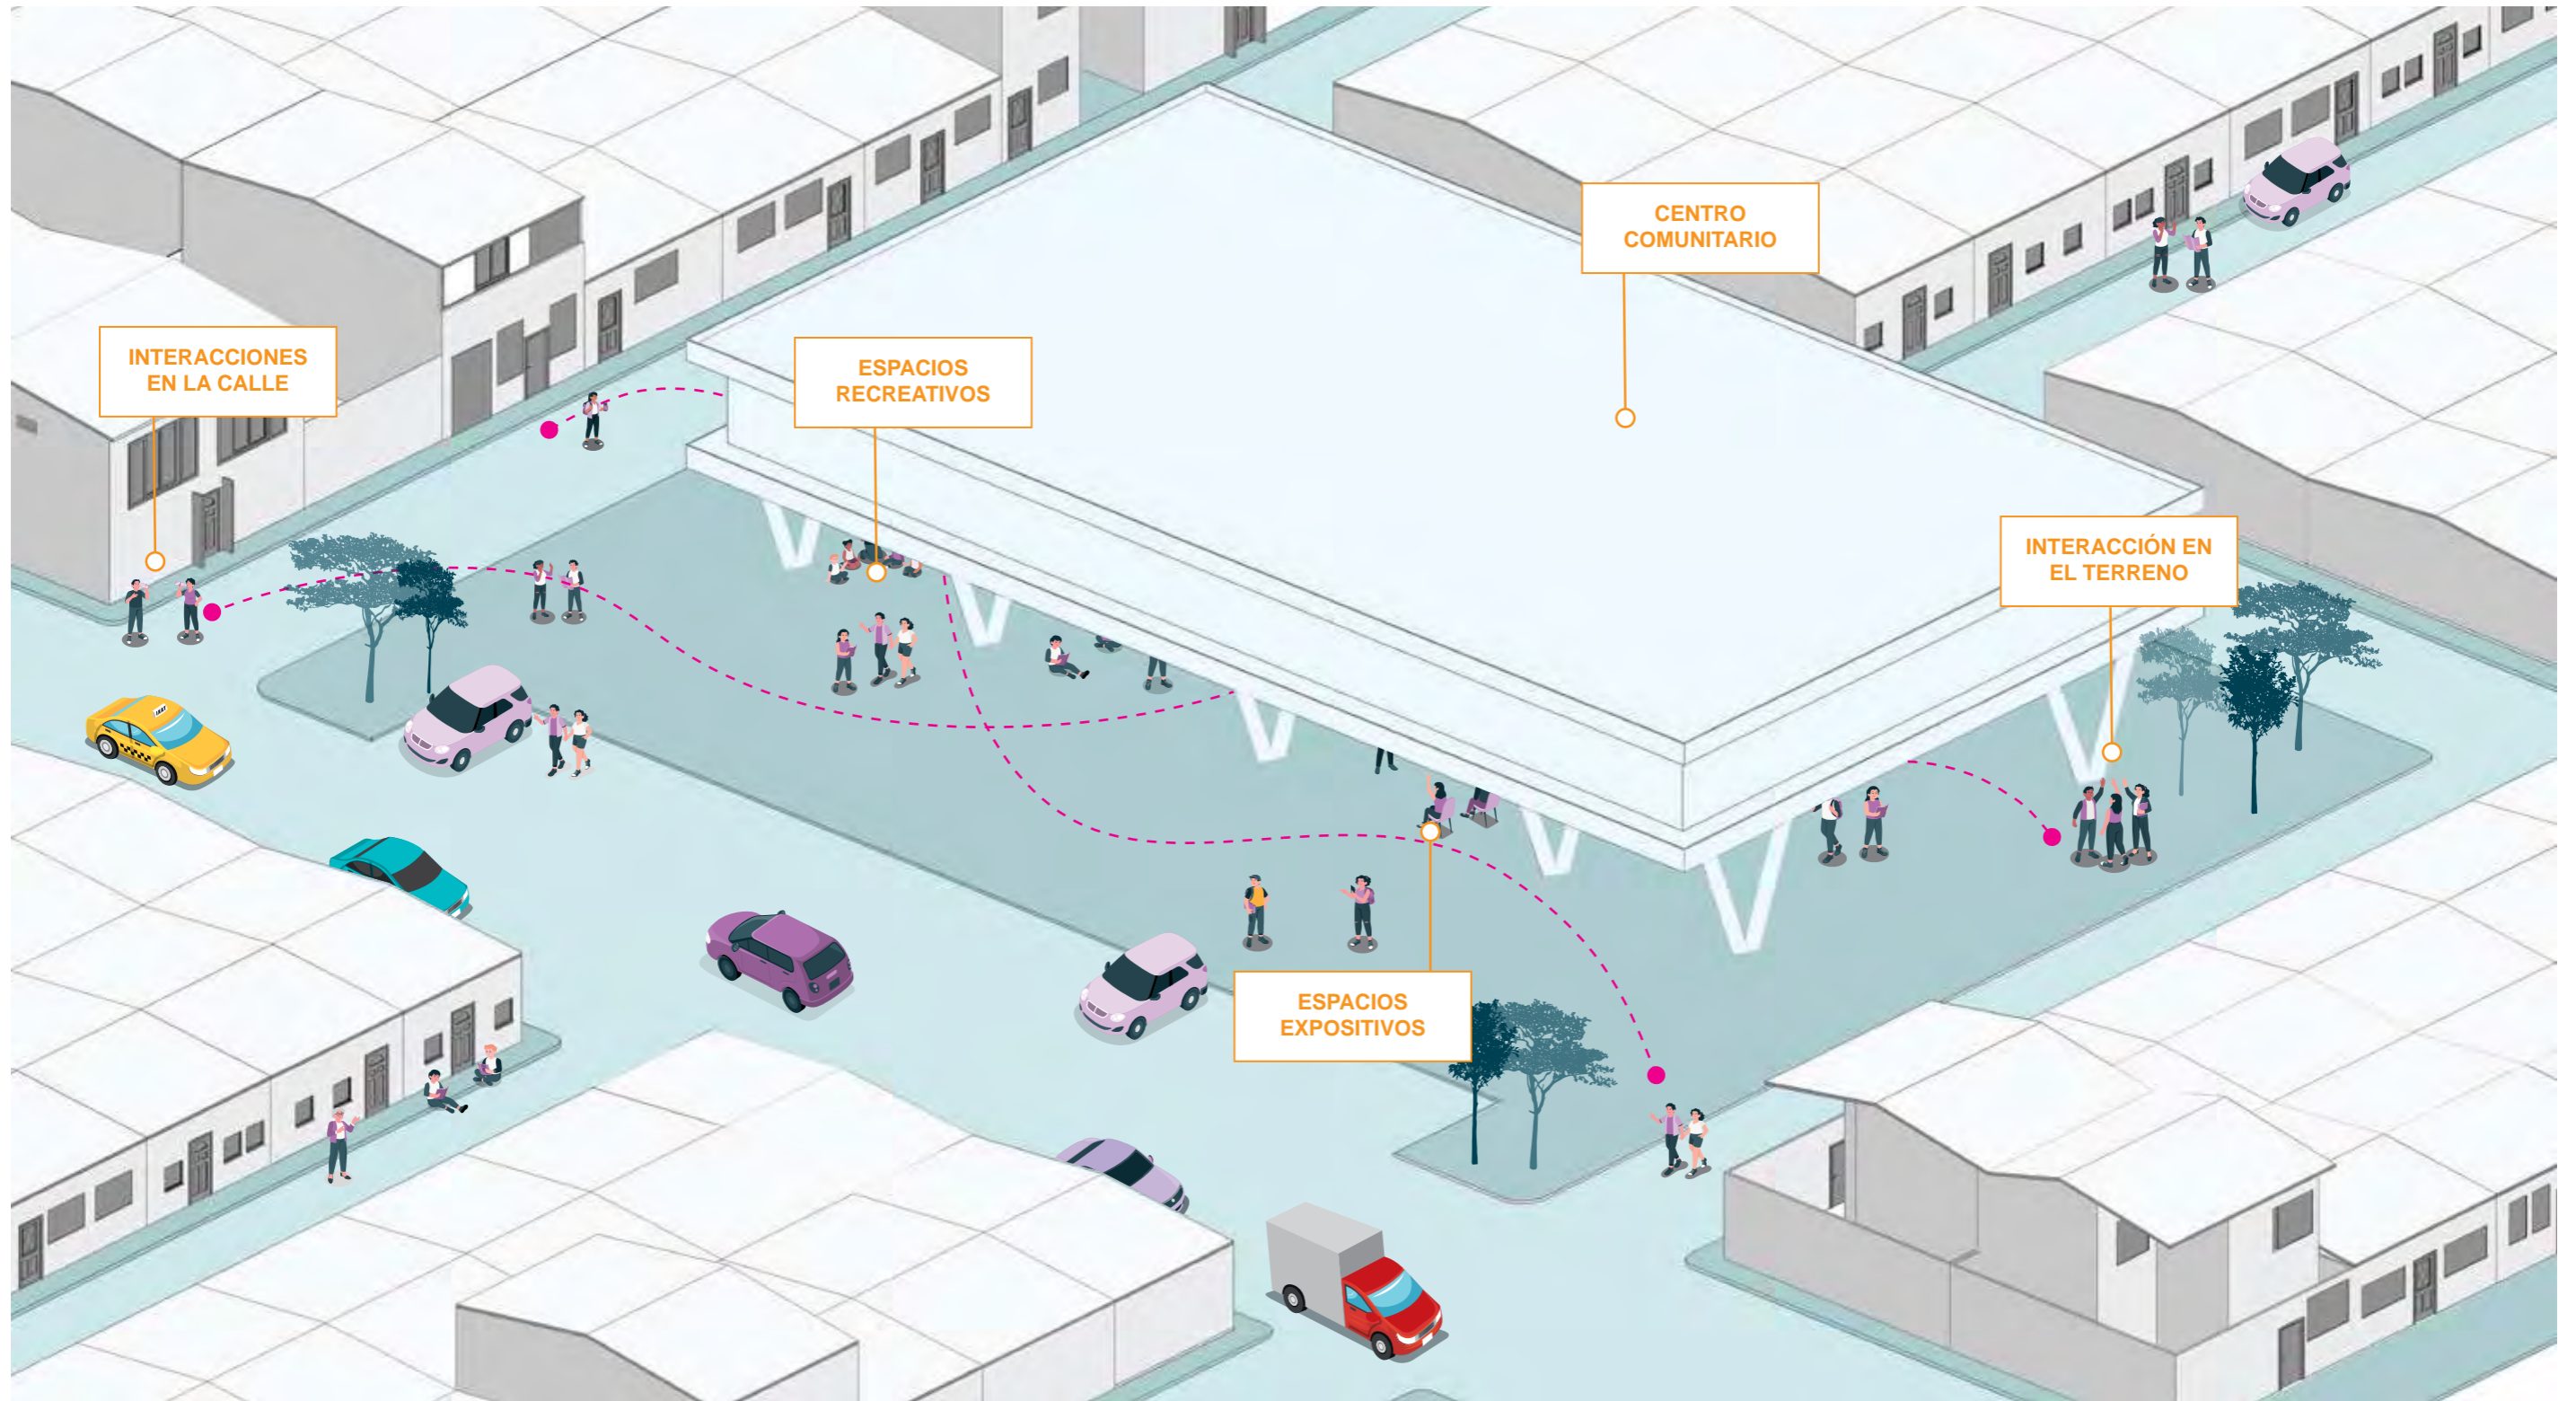 CENTRO
COMUNITARIO
INTERACCIONES
EN LA CALLE
ESPACIOS
RECREATIVOS
INTERACCIÓN EN
EL TERRENO
ESPACIOS
EXPOSITIVOS